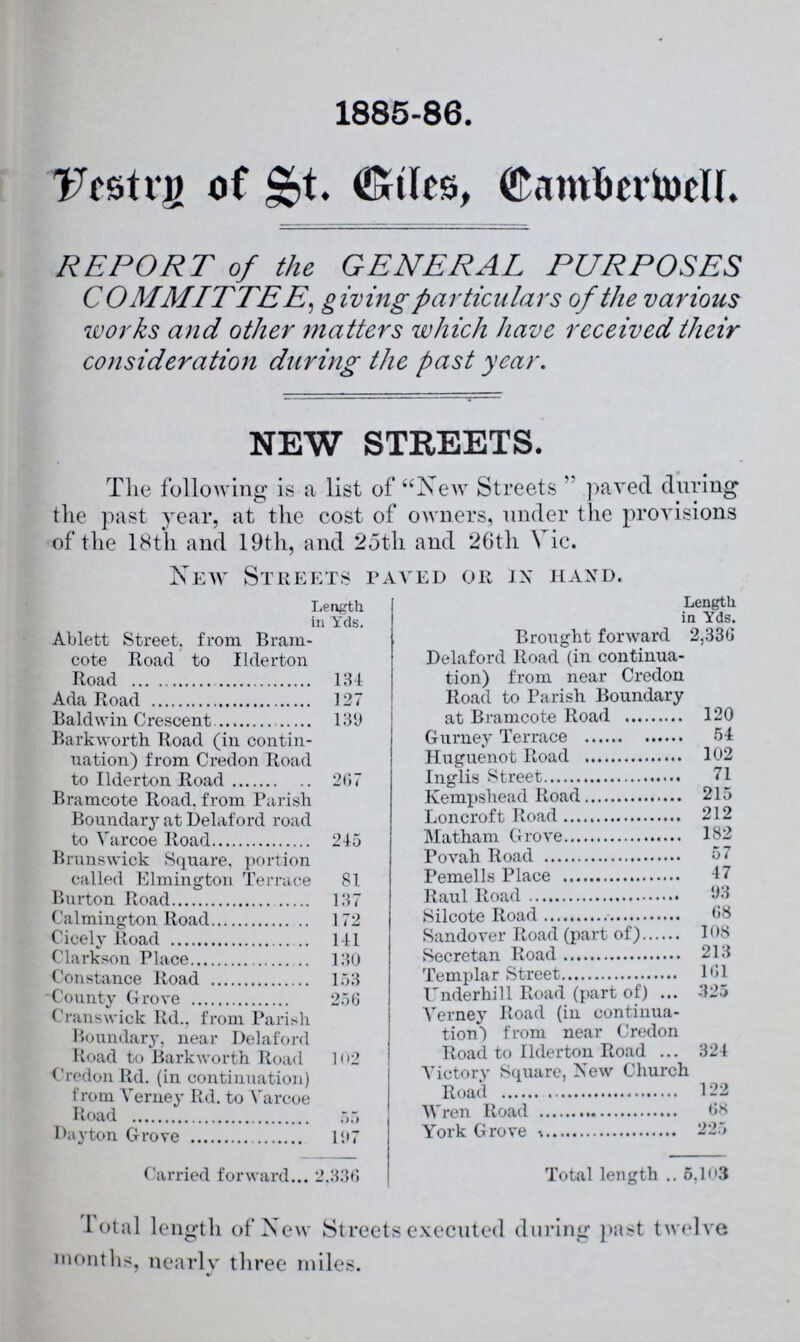 1885-86.
Vestry of St. Giles, Camberwell.
REPORT of the GENERAL PURPOSES
COMMITTEE, giving particulars of the various
works and other matters which have received their
consideration during the past year.
NEW STREETS.
The following is a list of “New Streets” paved during
the past year, at the cost of owners, under the provisions
of the 18th and 19th, and 25th and 26th Vic.
NEW STREETS PAVED OR IN HAND.
Length
in Yds.
Ablett Street, from Bram-
cote Road to Ilderton
Road ... 134
Ada Road ... 127
Baldwin Crescent ... 139
Barkworth Road (in contin-
uation) from Credon Road
to Ilderton Road ... 267
Bramcote Road, from Parish
Boundary at Delaford road
to Varcoe Road ... 245
Brunswick Square, portion
called Elmington Terrace 81
Burton Road ... 137
Calmington Road ... 172
Cicely Road ... 141
Clarkson Place ... 130
Constance Road ... 153
County Grove ... 256
Cranswick Rd., from Parish
Boundary, near Delaford
Road to Barkworth Road 102
Credon Rd. (in continuation)
from Verney Rd. to Varcoe
Road ... 55
Dayton Grove ... 197
Carried forward... 2,336
Length
in Yds.
Brought forward 2,336
Delaford Road (in continua-
tion) from near Credon
Road to Parish Boundary
at Bramcote Road ... 120
Gurney Terrace ... 54
Huguenot Road ... 102
Inglis Street ... 71
Kempshead Road ... 215
Loncroft Road ... 212
Matham Grove ... 182
Povah Road ... 57
Pemells Place ... 47
Raul Road ... 93
Silcote Road ... 68
Sandover Road (part of) ... 108
Secretan Road ... 213
Templar Street ... 161
Underhill Road (part of) ... 325
Verney Road (in continua-
tion) from near Credon
Road to Ilderton Road ... 324
Victory Square, New Church
Road ... 122
Wren Road ... 68
York Grove ... 225
Total length .. 5,103
Total length of New Streets executed during past twelve
months, nearly three miles.